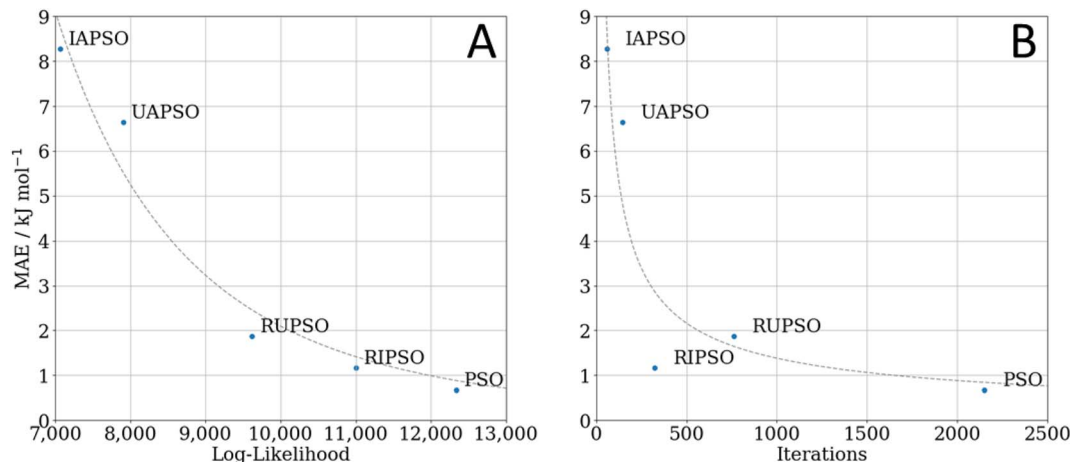 A
MAE / kJ mol⁻¹
9
8
7
6
5
4
3
2
1
0
IAPSO
UAPSO
RUPSO
RIPSO
PSO
7,000 8,000 9,000 10,000 11,000 12,000 13,000
Log-Likelihood
B
9
8
7
6
5
4
3
2
1
0
IAPSO
UAPSO
RUPSO
RIPSO
PSO
0 500 1000 1500 2000 2500
Iterations